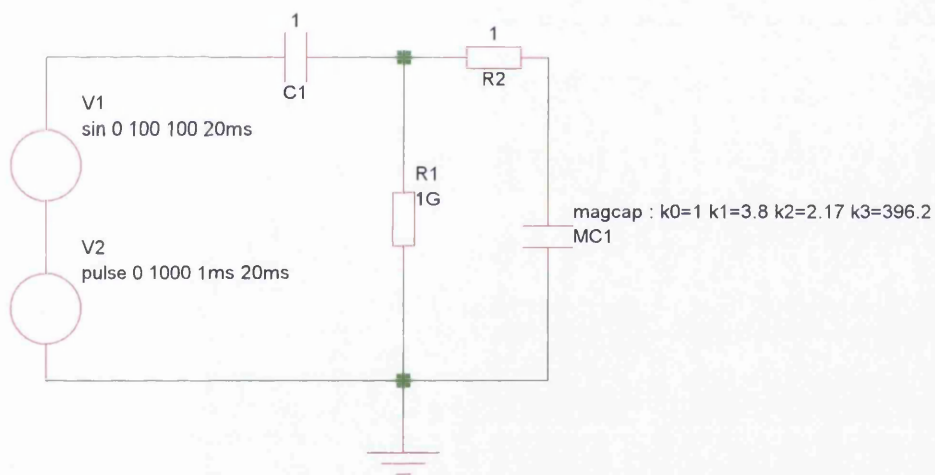 1
C1
1
R2
V1
sin 0 100 100 20ms
R1
1G
magcap : k0=1 k1=3.8 k2=2.17 k3=396.2
MC1
V2
pulse 0 1000 1ms 20ms